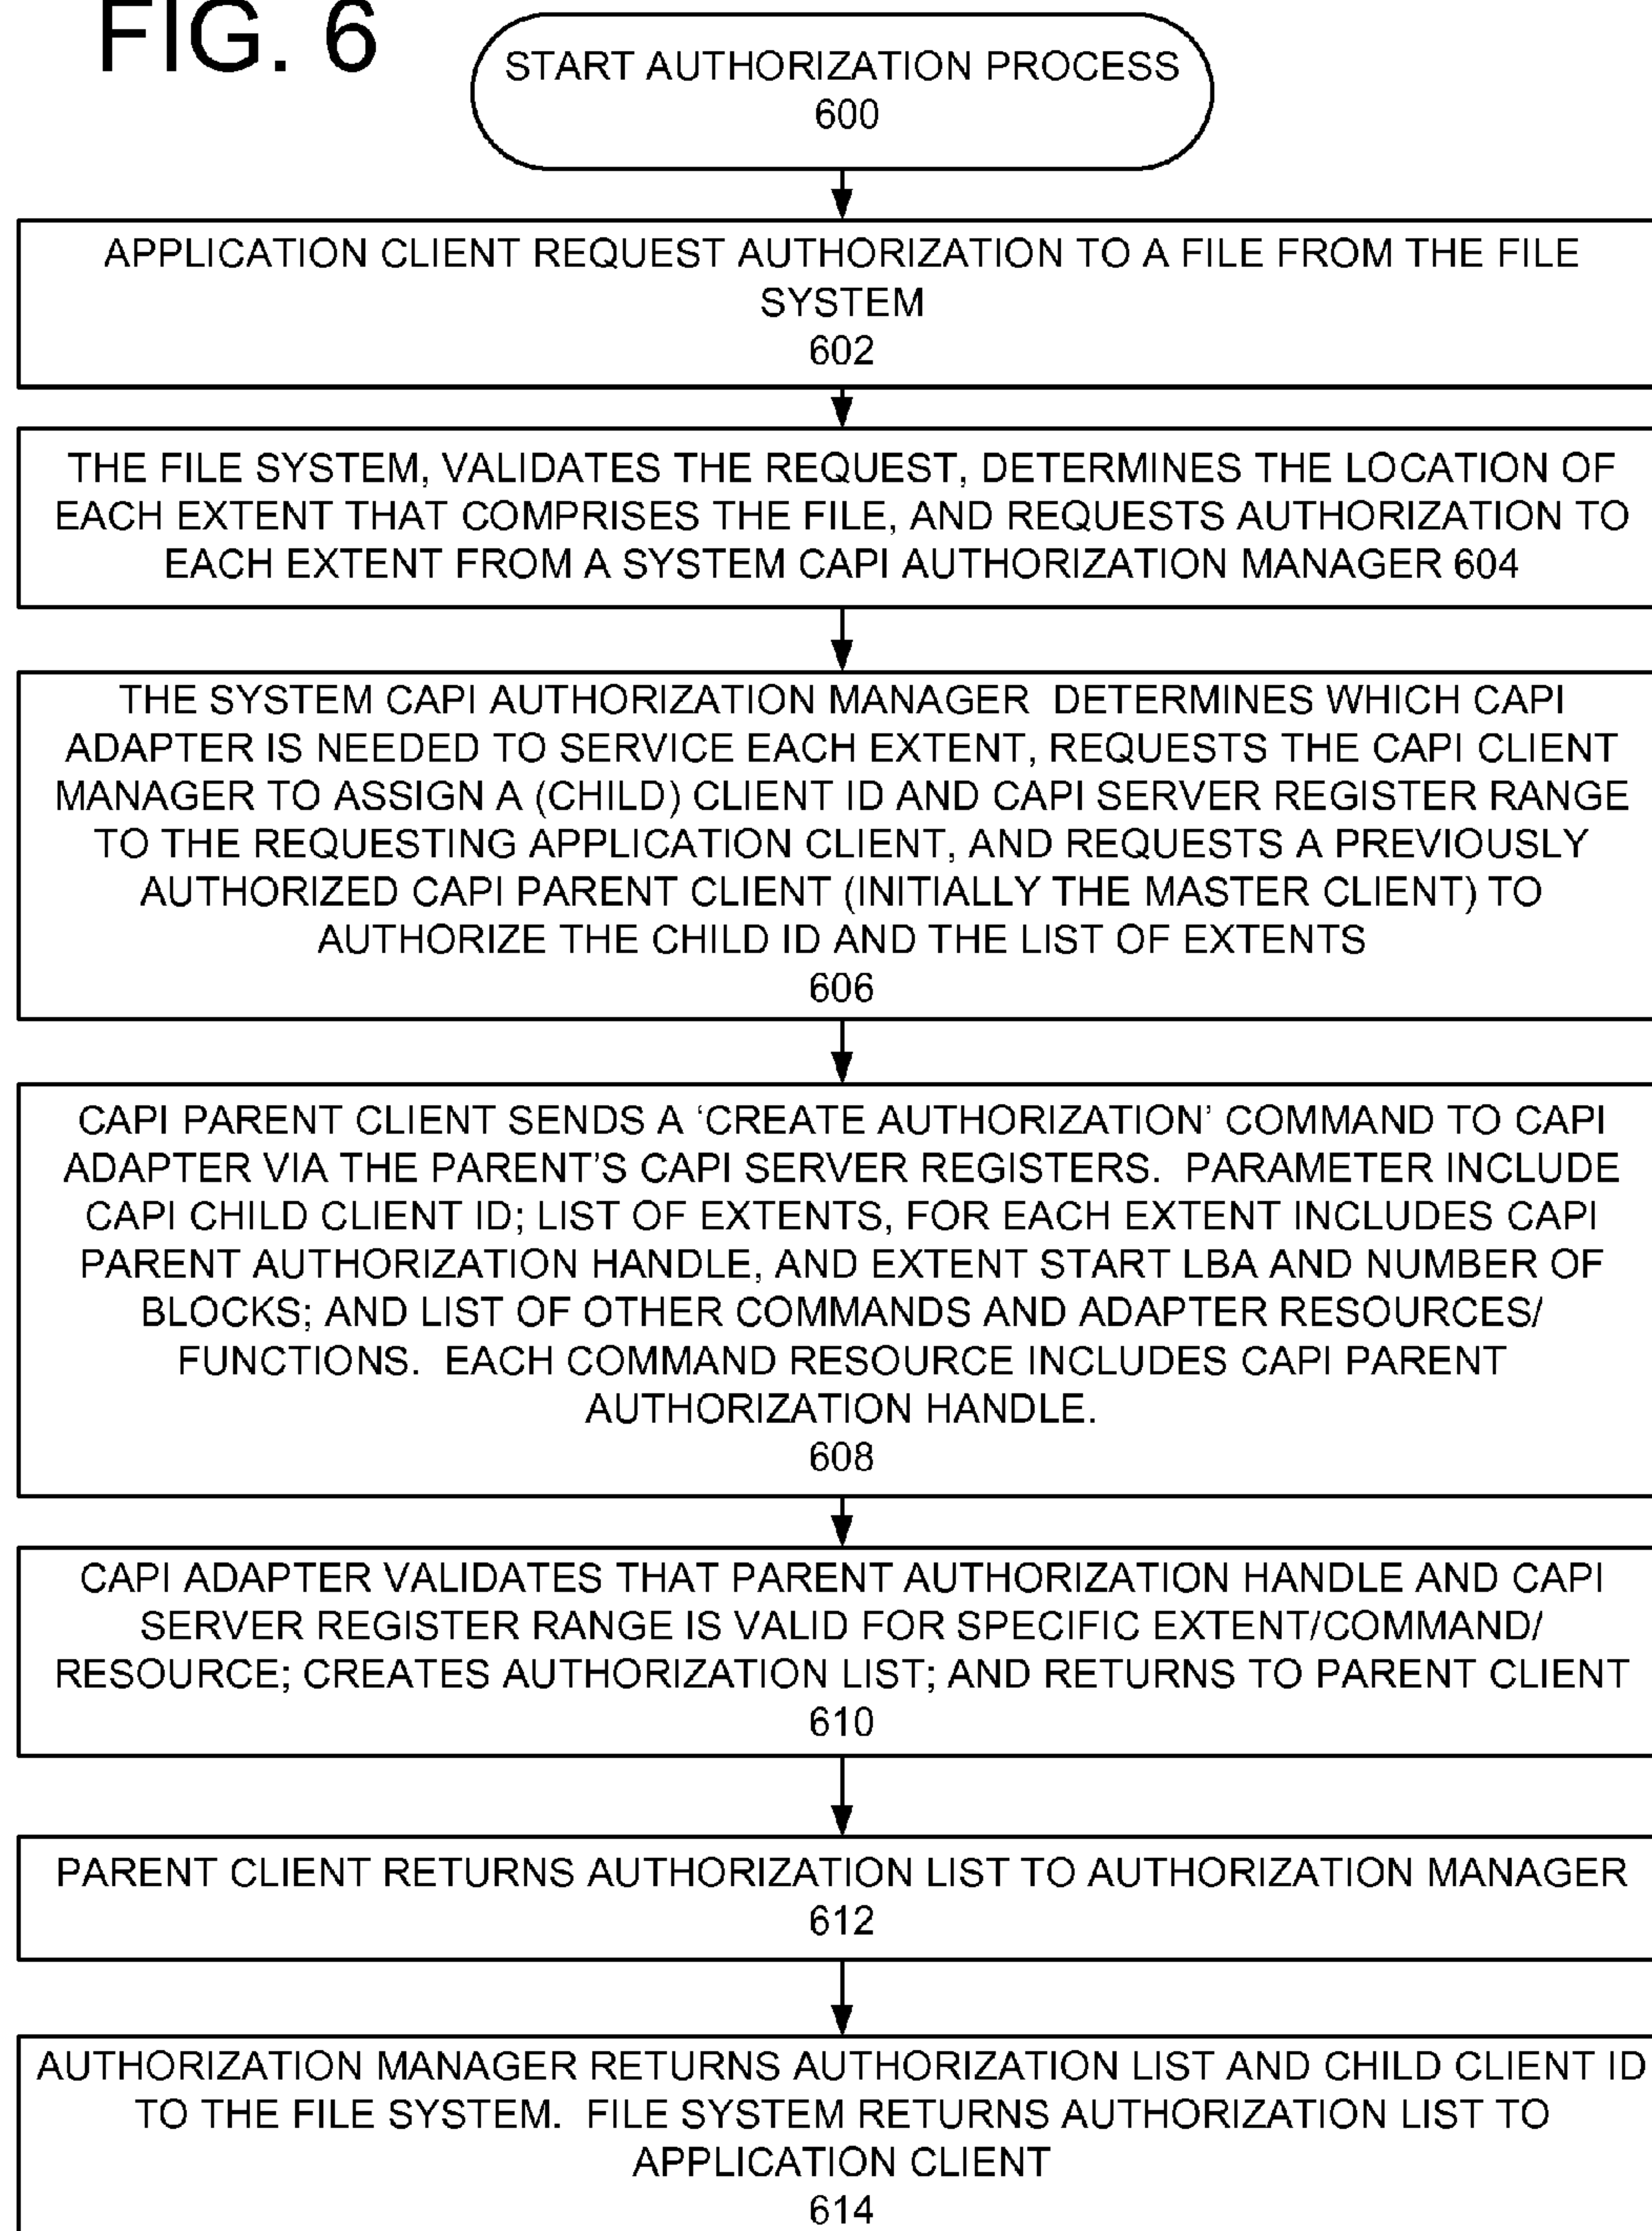 FIG. 6
START AUTHORIZATION PROCESS
600
APPLICATION CLIENT REQUEST AUTHORIZATION TO A FILE FROM THE FILE
SYSTEM
602
THE FILE SYSTEM, VALIDATES THE REQUEST, DETERMINES THE LOCATION OF
EACH EXTENT THAT COMPRISES THE FILE, AND REQUESTS AUTHORIZATION TO
EACH EXTENT FROM A SYSTEM CAPI AUTHORIZATION MANAGER 604
THE SYSTEM CAPI AUTHORIZATION MANAGER DETERMINES WHICH CAPI
ADAPTER IS NEEDED TO SERVICE EACH EXTENT, REQUESTS THE CAPI CLIENT
MANAGER TO ASSIGN A (CHILD) CLIENT ID AND CAPI SERVER REGISTER RANGE
TO THE REQUESTING APPLICATION CLIENT, AND REQUESTS A PREVIOUSLY
AUTHORIZED CAPI PARENT CLIENT (INITIALLY THE MASTER CLIENT) TO
AUTHORIZE THE CHILD ID AND THE LIST OF EXTENTS
606
CAPI PARENT CLIENT SENDS A ‘CREATE AUTHORIZATION’ COMMAND TO CAPI
ADAPTER VIA THE PARENT’S CAPI SERVER REGISTERS. PARAMETER INCLUDE
CAPI CHILD CLIENT ID; LIST OF EXTENTS, FOR EACH EXTENT INCLUDES CAPI
PARENT AUTHORIZATION HANDLE, AND EXTENT START LBA AND NUMBER OF
BLOCKS; AND LIST OF OTHER COMMANDS AND ADAPTER RESOURCES/
FUNCTIONS. EACH COMMAND RESOURCE INCLUDES CAPI PARENT
AUTHORIZATION HANDLE.
608
CAPI ADAPTER VALIDATES THAT PARENT AUTHORIZATION HANDLE AND CAPI
SERVER REGISTER RANGE IS VALID FOR SPECIFIC EXTENT/COMMAND/
RESOURCE; CREATES AUTHORIZATION LIST; AND RETURNS TO PARENT CLIENT
610
PARENT CLIENT RETURNS AUTHORIZATION LIST TO AUTHORIZATION MANAGER
612
AUTHORIZATION MANAGER RETURNS AUTHORIZATION LIST AND CHILD CLIENT ID
TO THE FILE SYSTEM. FILE SYSTEM RETURNS AUTHORIZATION LIST TO
APPLICATION CLIENT
614